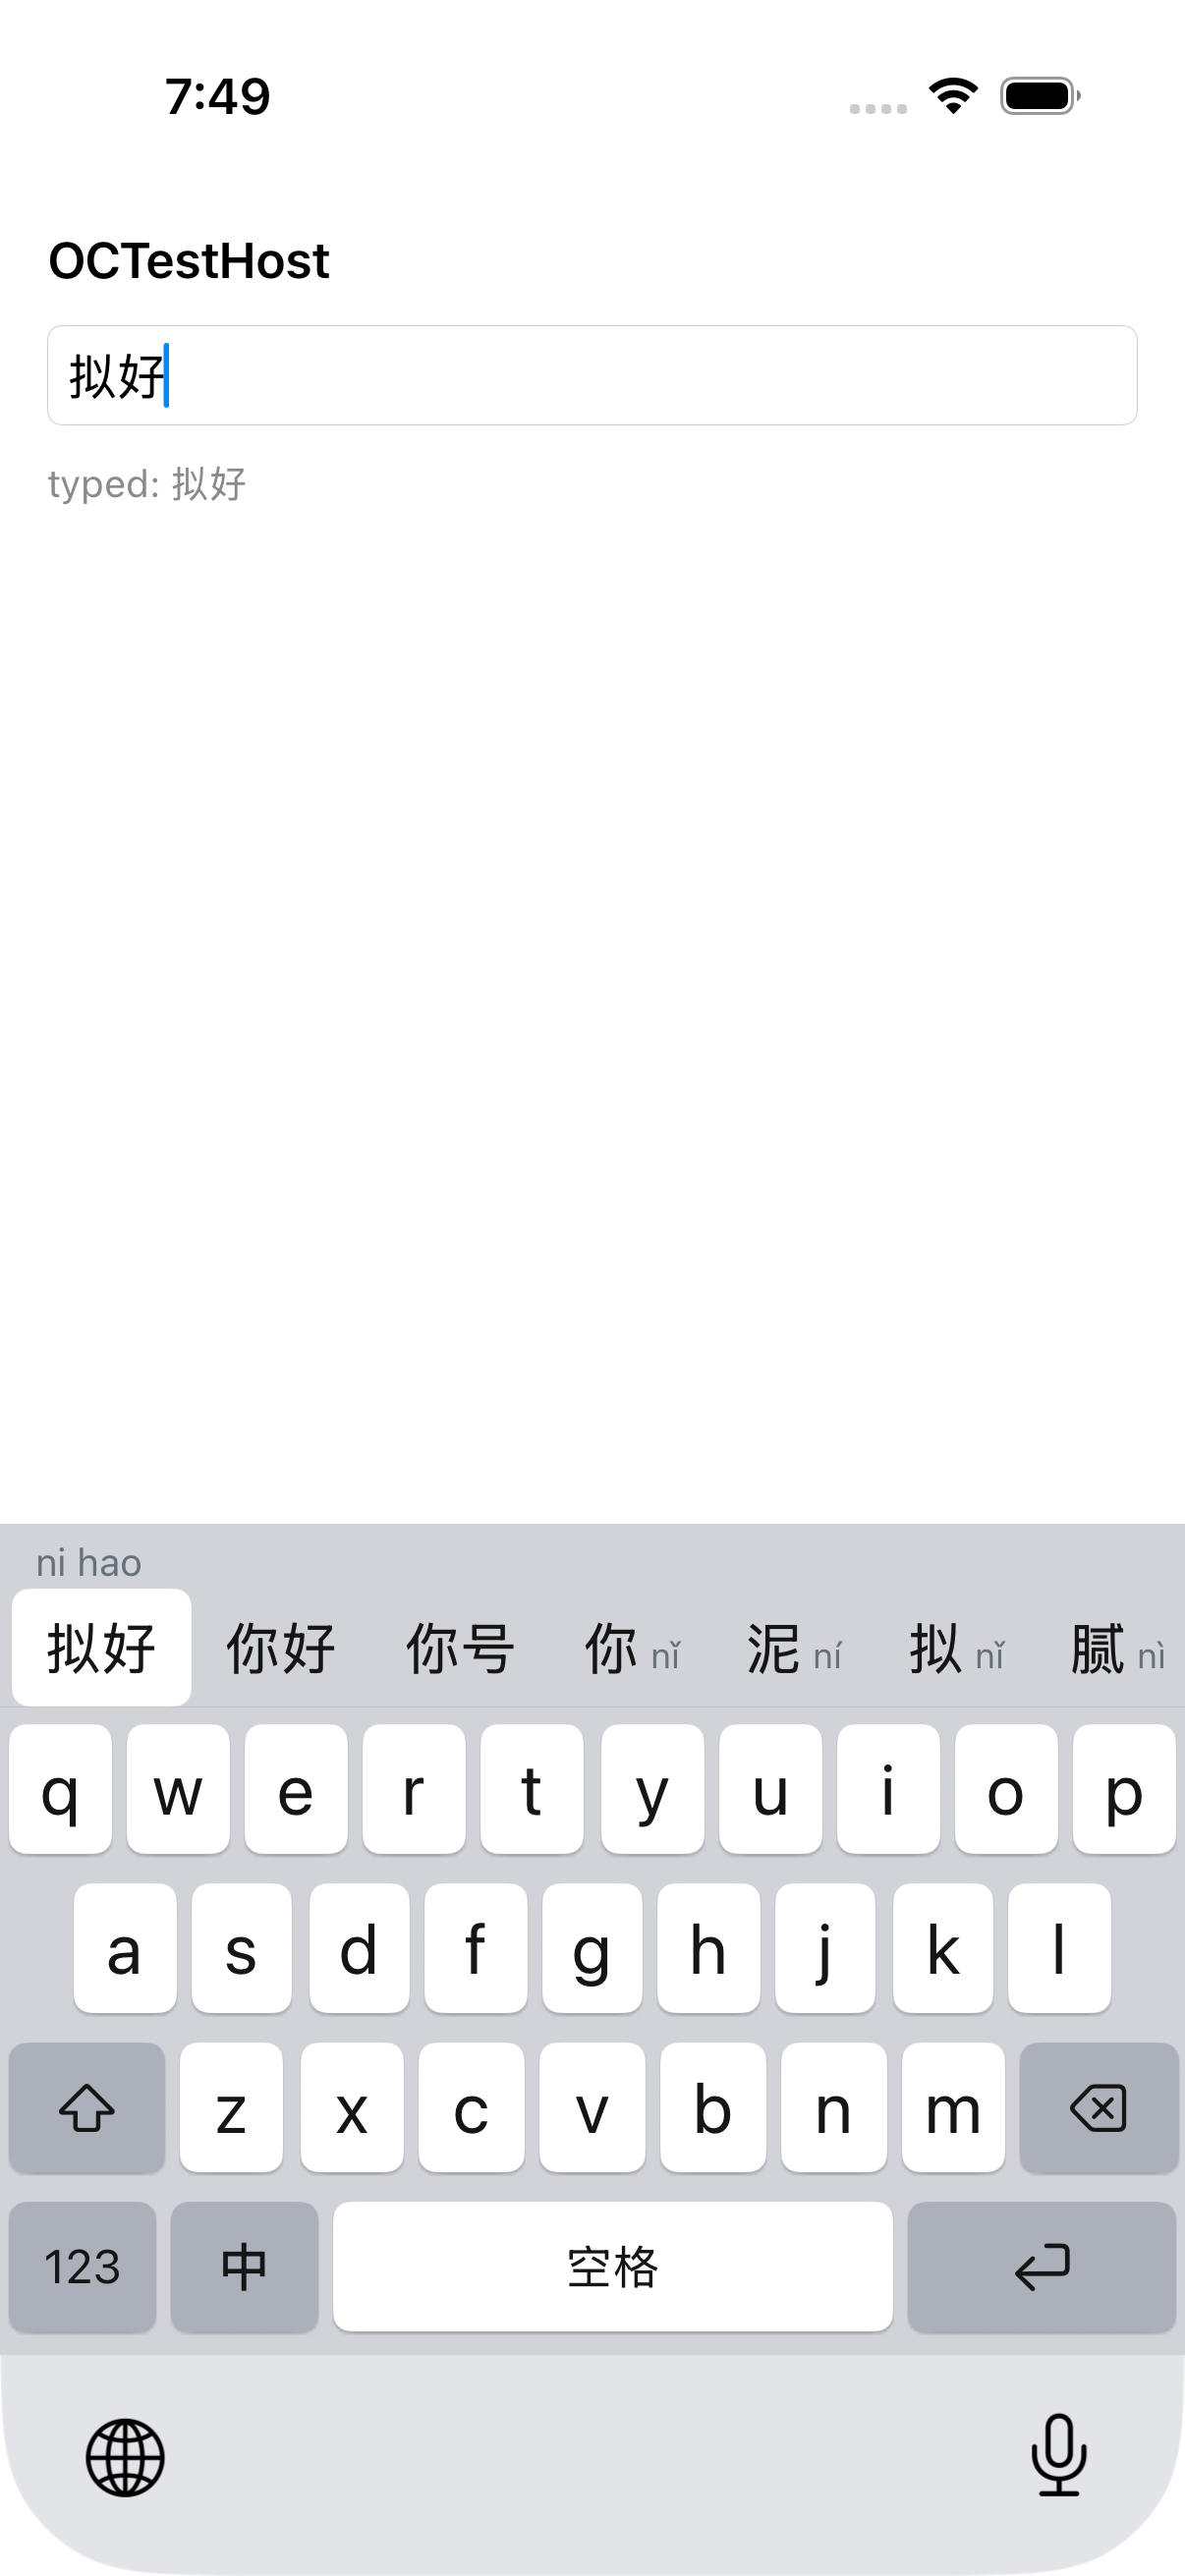 7:49
OCTestHost
拟好
typed: 拟好
ni hao
拟好 你好 你号 你 nǐ 泥 ní 拟 nǐ 腻 nì
q w e r t y u i o p
a s d f g h j k l
z x c v b n m
123 中 空格